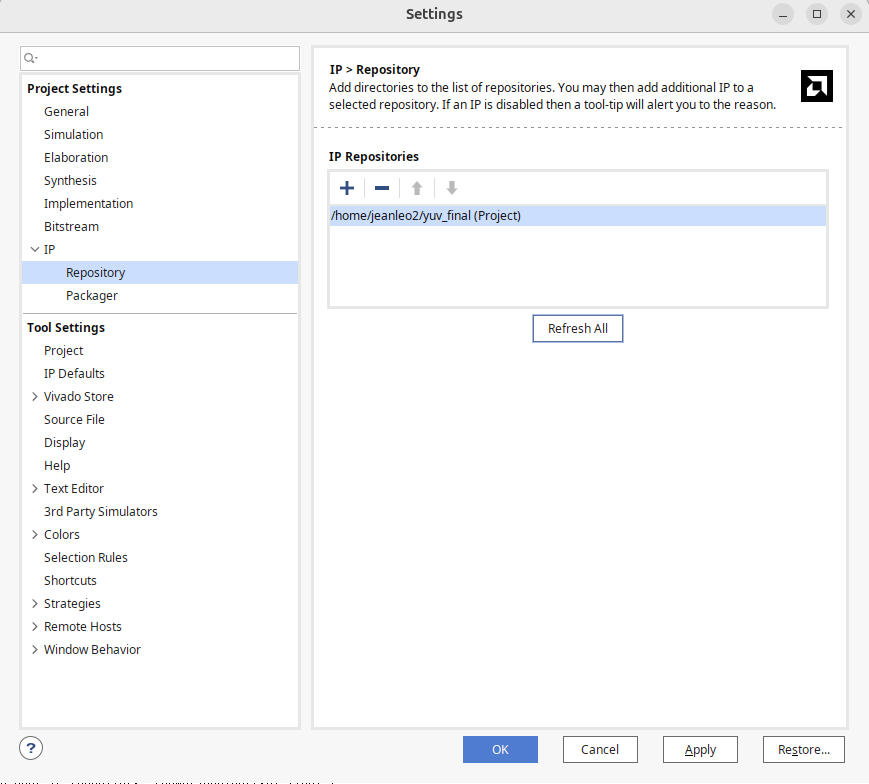 Settings
Project Settings
General
Simulation
Elaboration
Synthesis
Implementation
Bitstream
IP
Repository
Packager
Tool Settings
Project
IP Defaults
Vivado Store
Source File
Display
Help
Text Editor
3rd Party Simulators
Colors
Selection Rules
Shortcuts
Strategies
Remote Hosts
Window Behavior
IP > Repository
Add directories to the list of repositories. You may then add additional IP to a
selected repository. If an IP is disabled then a tool-tip will alert you to the reason.
IP Repositories
/home/jeanleo2/yuv_final (Project)
Refresh All
?
OK
Cancel
Apply
Restore...